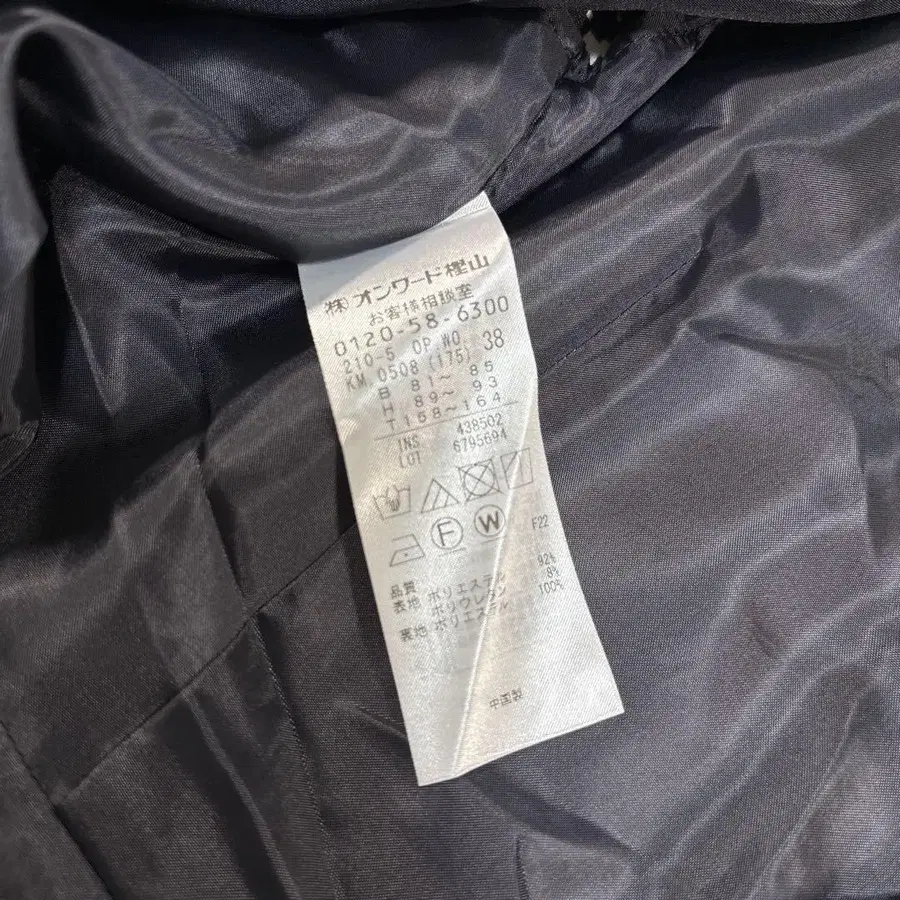 ㈱オンワード樫山
お客様相談室
0120-58-6300
210-5 OP.WO. 38
KM 0508 (175)
B 81～ 85
H 89～ 93
T158～164
INS 438502
LOT 6795694
F W
F22
品質
表地 ポリエステル 92%
ポリウレタン 8%
裏地 ポリエステル 100%
中国製